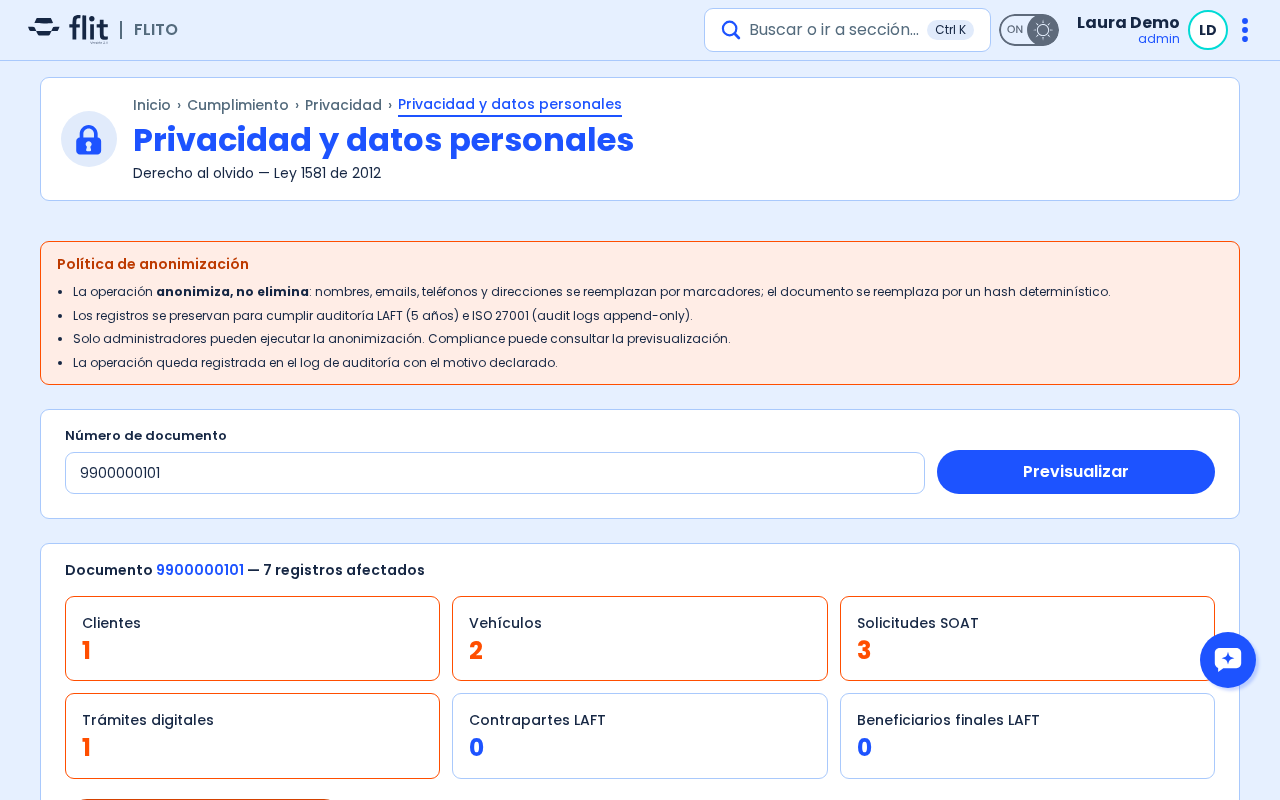 flit
FLITO
Buscar o ir a sección...
Ctrl K
ON
Laura Demo
admin
LD
Inicio › Cumplimiento › Privacidad › Privacidad y datos personales
Privacidad y datos personales
Derecho al olvido — Ley 1581 de 2012
Política de anonimización
• La operación anonimiza, no elimina: nombres, emails, teléfonos y direcciones se reemplazan por marcadores; el documento se reemplaza por un hash determinístico.
• Los registros se preservan para cumplir auditoría LAFT (5 años) e ISO 27001 (audit logs append-only).
• Solo administradores pueden ejecutar la anonimización. Compliance puede consultar la previsualización.
• La operación queda registrada en el log de auditoría con el motivo declarado.
Número de documento
9900000101
Previsualizar
Documento 9900000101 — 7 registros afectados
Clientes
1
Vehículos
2
Solicitudes SOAT
3
Trámites digitales
1
Contrapartes LAFT
0
Beneficiarios finales LAFT
0